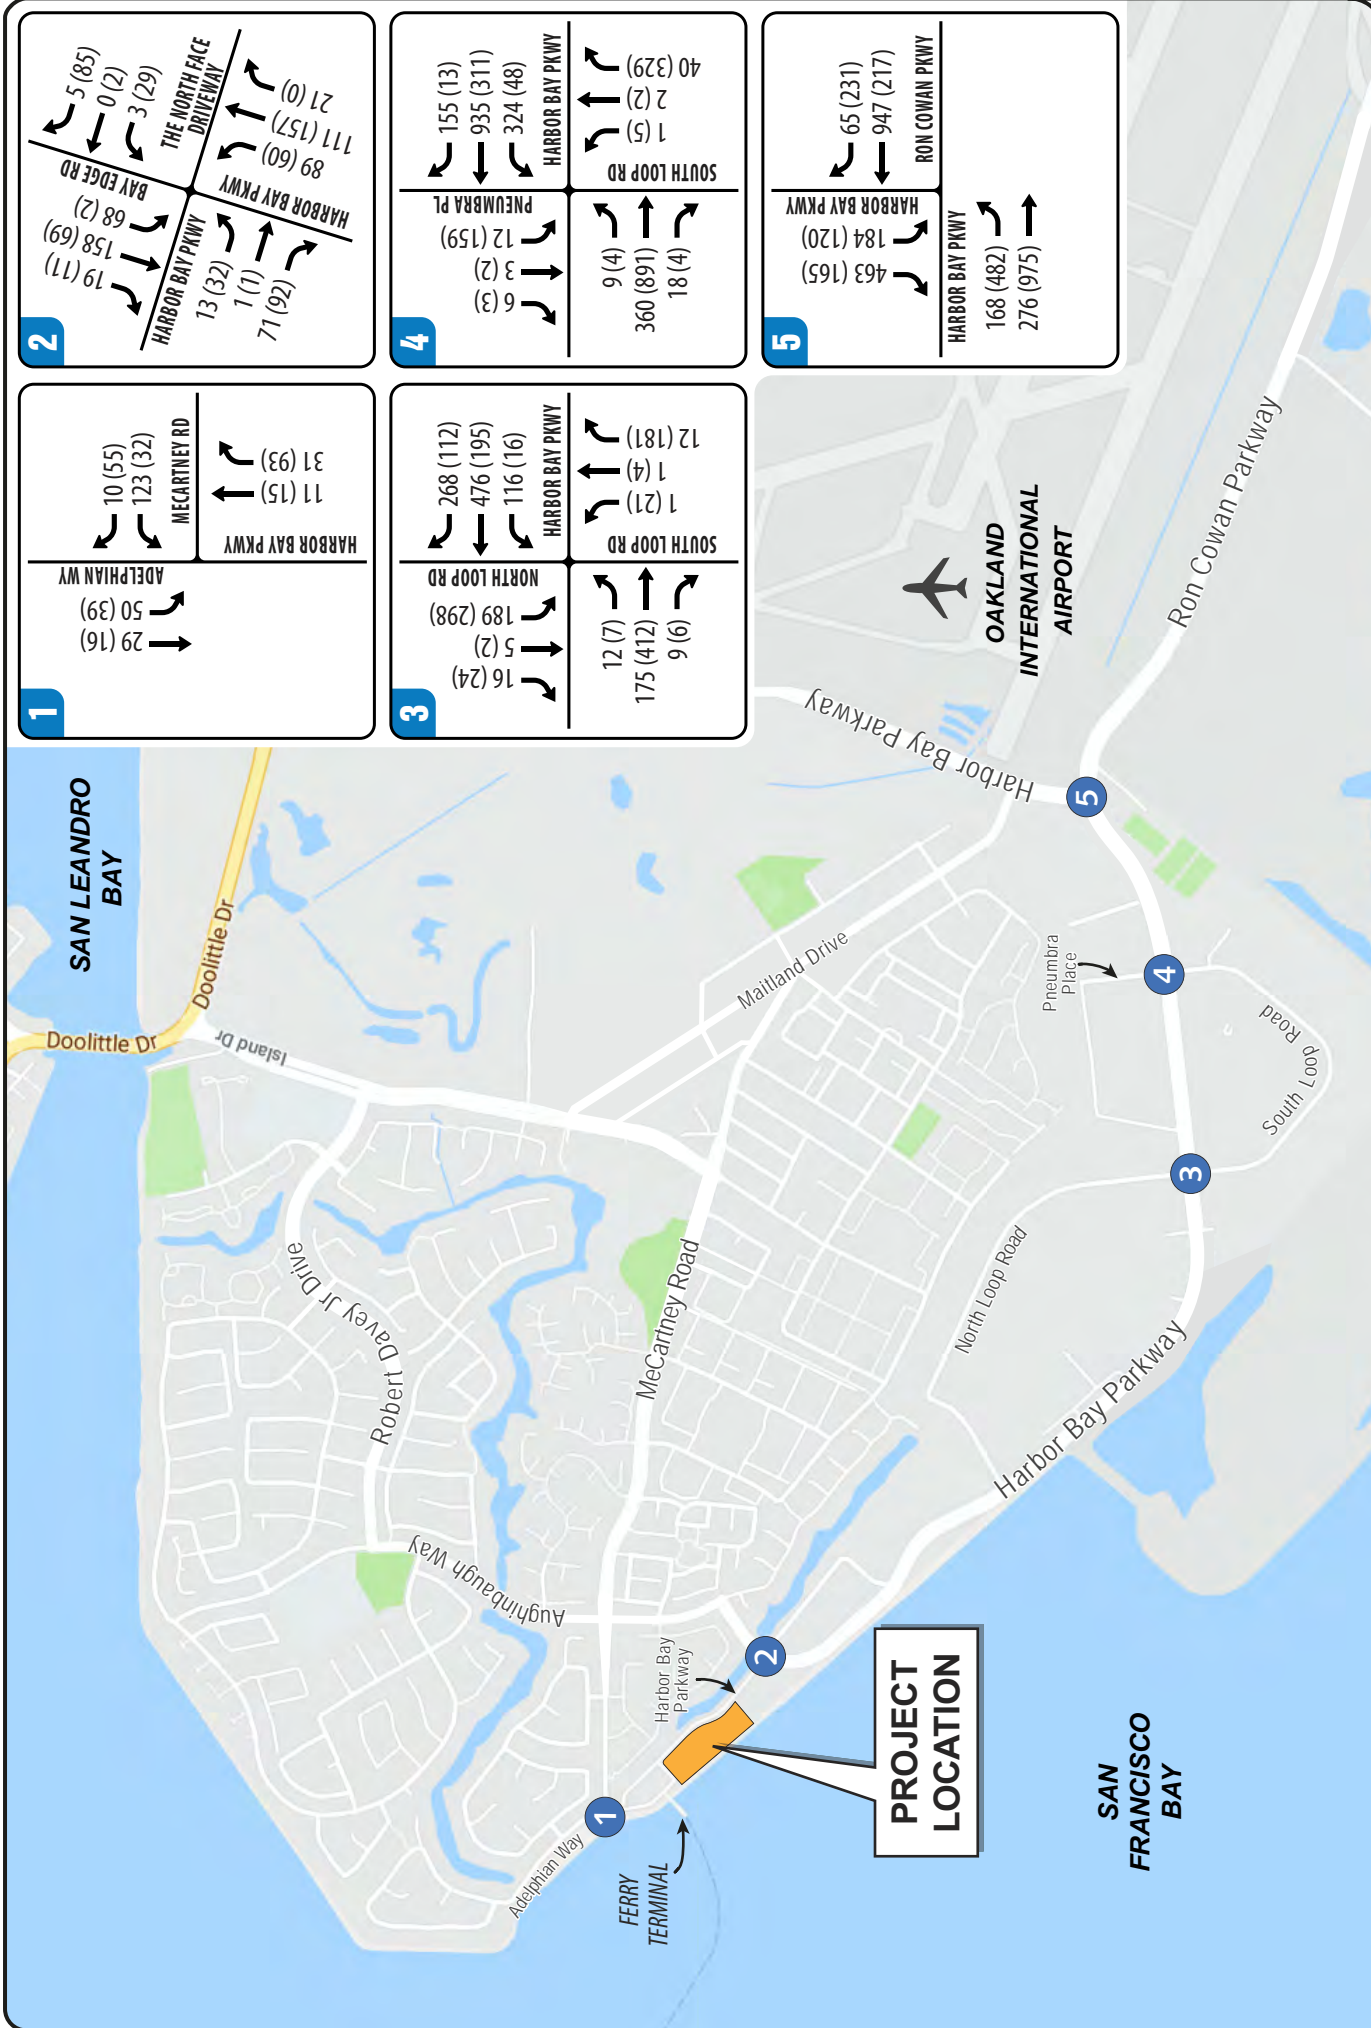 1
ADELPHIAN WY
MECARTNEY RD
HARBOR BAY PKWY
29 (16)
50 (39)
10 (55)
123 (32)
11 (15)
31 (93)
2
BAY EDGE RD
THE NORTH FACE
DRIVEWAY
HARBOR BAY PKWY
HARBOR BAY PKWY
19 (11)
158 (69)
68 (2)
5 (85)
0 (2)
3 (29)
13 (32)
1 (1)
71 (92)
89 (60)
111 (157)
21 (0)
3
NORTH LOOP RD
HARBOR BAY PKWY
SOUTH LOOP RD
16 (24)
5 (2)
189 (298)
268 (112)
476 (195)
116 (16)
12 (7)
175 (412)
9 (6)
1 (21)
1 (4)
12 (181)
4
PNEUMBRA PL
HARBOR BAY PKWY
SOUTH LOOP RD
6 (3)
3 (2)
12 (159)
155 (13)
935 (311)
324 (48)
9 (4)
360 (891)
18 (4)
1 (5)
2 (2)
40 (329)
5
HARBOR BAY PKWY
RON COWAN PKWY
HARBOR BAY PKWY
463 (165)
184 (120)
65 (231)
947 (217)
168 (482)
276 (975)
SAN LEANDRO
BAY
Doolittle Dr
Doolittle Dr
Island Dr
Robert Davey Jr Drive
Aughinbaugh Way
MeCartney Road
Maitland Drive
Harbor Bay Parkway
OAKLAND
INTERNATIONAL
AIRPORT
Ron Cowan Parkway
Pneumbra
Place
North Loop Road
South Loop Road
Harbor Bay Parkway
Harbor Bay
Parkway
Adelphian Way
FERRY
TERMINAL
PROJECT
LOCATION
SAN
FRANCISCO
BAY
1
2
3
4
5